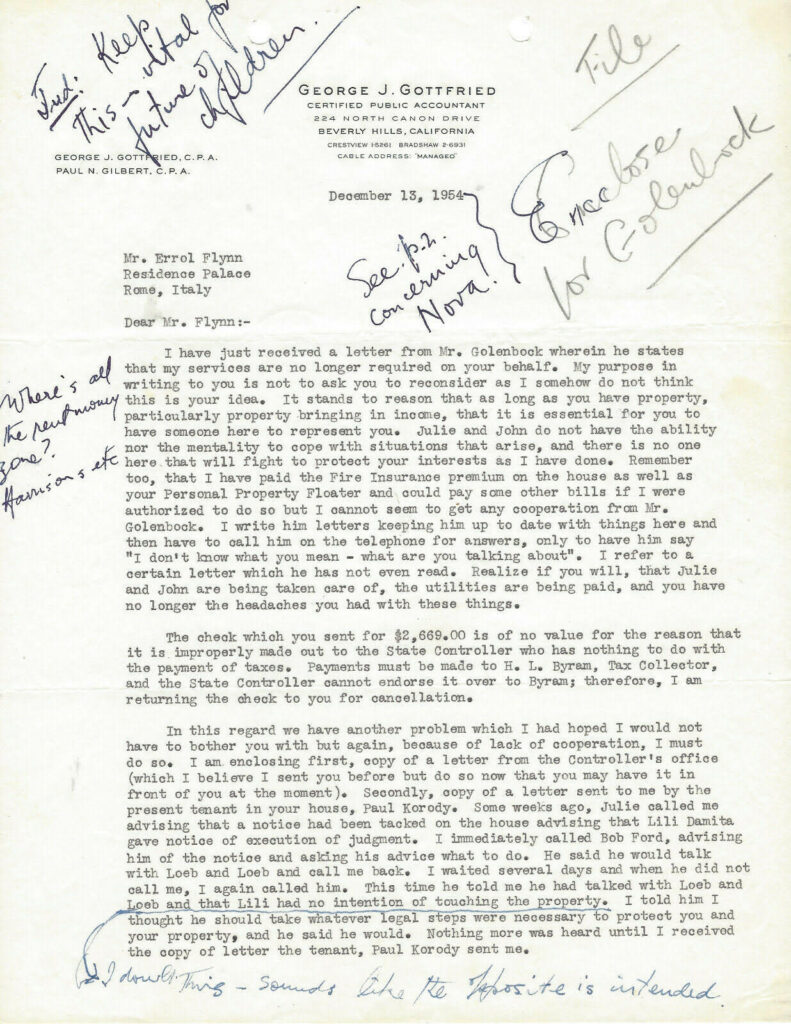 Jud: Keep
This – vital for
future of
children.
File
GEORGE J. GOTTFRIED
CERTIFIED PUBLIC ACCOUNTANT
224 NORTH CANON DRIVE
BEVERLY HILLS, CALIFORNIA
CRESTVIEW 1-5261 BRADSHAW 2-6931
CABLE ADDRESS: "MANAGED"
GEORGE J. GOTTFRIED, C.P.A.
PAUL N. GILBERT, C.P.A.
Enclose
for Golenbock
December 13, 1954
See p.2.
concerning
Nova.
Mr. Errol Flynn
Residence Palace
Rome, Italy
Dear Mr. Flynn:-
I have just received a letter from Mr. Golenbock wherein he states
that my services are no longer required on your behalf. My purpose in
writing to you is not to ask you to reconsider as I somehow do not think
this is your idea. It stands to reason that as long as you have property,
particularly property bringing in income, that it is essential for you to
have someone here to represent you. Julie and John do not have the ability
nor the mentality to cope with situations that arise, and there is no one
here that will fight to protect your interests as I have done. Remember
too, that I have paid the Fire Insurance premium on the house as well as
your Personal Property Floater and could pay some other bills if I were
authorized to do so but I cannot seem to get any cooperation from Mr.
Golenbock. I write him letters keeping him up to date with things here and
then have to call him on the telephone for answers, only to have him say
"I don't know what you mean - what are you talking about". I refer to a
certain letter which he has not even read. Realize if you will, that Julie
and John are being taken care of, the utilities are being paid, and you have
no longer the headaches you had with these things.
Where's all
the rent money
gone?
Harrisons etc
The check which you sent for $2,669.00 is of no value for the reason that
it is improperly made out to the State Controller who has nothing to do with
the payment of taxes. Payments must be made to H. L. Byram, Tax Collector,
and the State Controller cannot endorse it over to Byram; therefore, I am
returning the check to you for cancellation.
In this regard we have another problem which I had hoped I would not
have to bother you with but again, because of lack of cooperation, I must
do so. I am enclosing first, copy of a letter from the Controller's office
(which I believe I sent you before but do so now that you may have it in
front of you at the moment). Secondly, copy of a letter sent to me by the
present tenant in your house, Paul Korody. Some weeks ago, Julie called me
advising that a notice had been tacked on the house advising that Lili Damita
gave notice of execution of judgment. I immediately called Bob Ford, advising
him of the notice and asking his advice what to do. He said he would talk
with Loeb and Loeb and call me back. I waited several days and when he did not
call me, I again called him. This time he told me he had talked with Loeb and
Loeb and that Lili had no intention of touching the property. I told him I
thought he should take whatever legal steps were necessary to protect you and
your property, and he said he would. Nothing more was heard until I received
the copy of letter the tenant, Paul Korody sent me.
I doubt This – sounds like the opposite is intended.